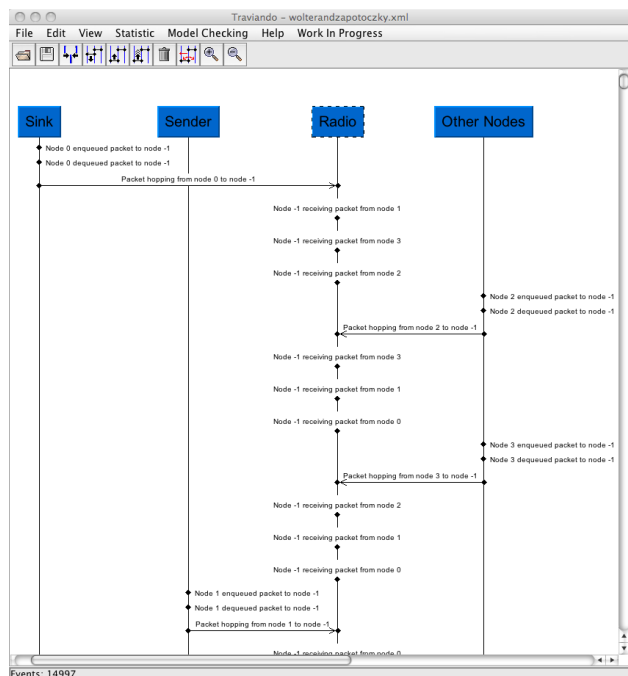 Traviando – wolterandzapotoczky.xml
File Edit View Statistic Model Checking Help Work In Progress
Sink Sender Radio Other Nodes
Node 0 enqueued packet to node -1
Node 0 dequeued packet to node -1
Packet hopping from node 0 to node -1
Node -1 receiving packet from node 1
Node -1 receiving packet from node 3
Node -1 receiving packet from node 2
Node 2 enqueued packet to node -1
Node 2 dequeued packet to node -1
Packet hopping from node 2 to node -1
Node -1 receiving packet from node 3
Node -1 receiving packet from node 1
Node -1 receiving packet from node 0
Node 3 enqueued packet to node -1
Node 3 dequeued packet to node -1
Packet hopping from node 3 to node -1
Node -1 receiving packet from node 2
Node -1 receiving packet from node 1
Node -1 receiving packet from node 0
Node 1 enqueued packet to node -1
Node 1 dequeued packet to node -1
Packet hopping from node 1 to node -1
Node -1 receiving packet from node 0
Events: 14997